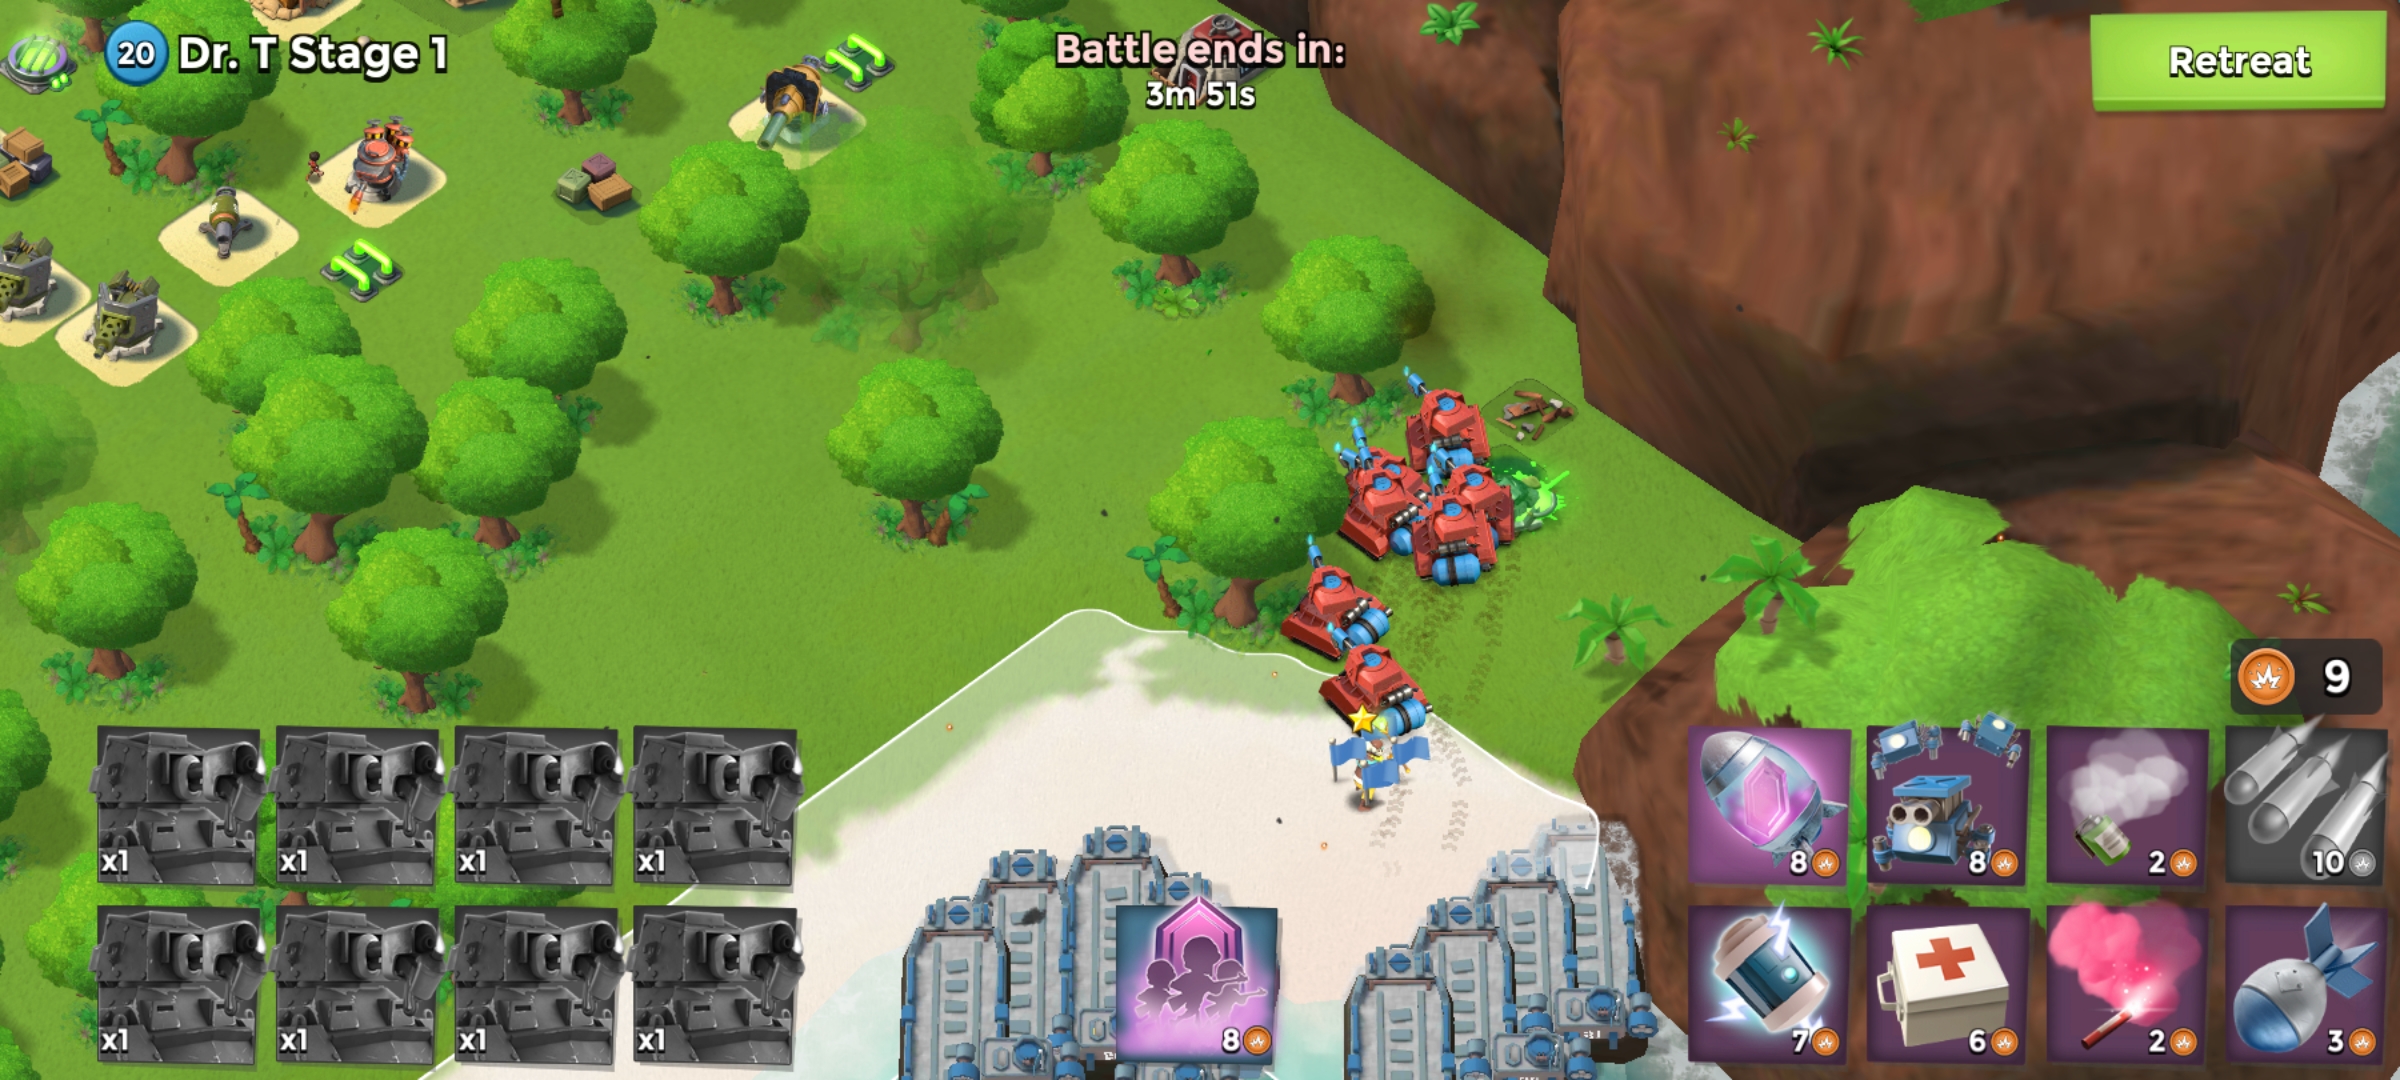 20 Dr. T Stage 1
Battle ends in:
3m 51s
Retreat
9
x1 x1 x1 x1
8 8 2 10
x1 x1 x1 x1
8
7 6 2 3